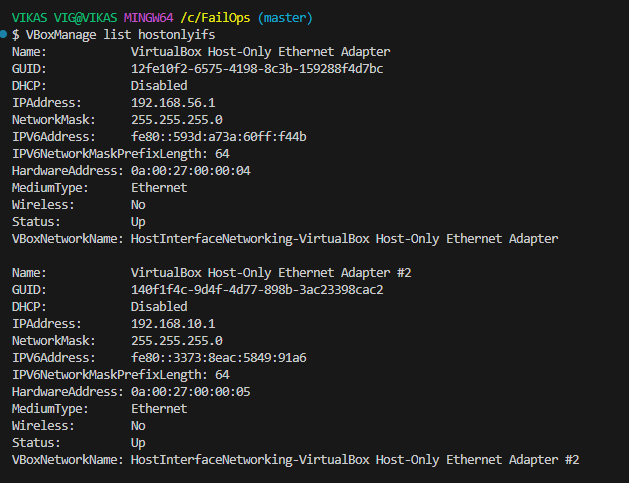 VIKAS VIG@VIKAS MINGW64 /c/FailOps (master)
$ VBoxManage list hostonlyifs
Name:            VirtualBox Host-Only Ethernet Adapter
GUID:            12fe10f2-6575-4198-8c3b-159288f4d7bc
DHCP:            Disabled
IPAddress:       192.168.56.1
NetworkMask:     255.255.255.0
IPV6Address:     fe80::593d:a73a:60ff:f44b
IPV6NetworkMaskPrefixLength: 64
HardwareAddress: 0a:00:27:00:00:04
MediumType:      Ethernet
Wireless:        No
Status:          Up
VBoxNetworkName: HostInterfaceNetworking-VirtualBox Host-Only Ethernet Adapter

Name:            VirtualBox Host-Only Ethernet Adapter #2
GUID:            140f1f4c-9d4f-4d77-898b-3ac23398cac2
DHCP:            Disabled
IPAddress:       192.168.10.1
NetworkMask:     255.255.255.0
IPV6Address:     fe80::3373:8eac:5849:91a6
IPV6NetworkMaskPrefixLength: 64
HardwareAddress: 0a:00:27:00:00:05
MediumType:      Ethernet
Wireless:        No
Status:          Up
VBoxNetworkName: HostInterfaceNetworking-VirtualBox Host-Only Ethernet Adapter #2